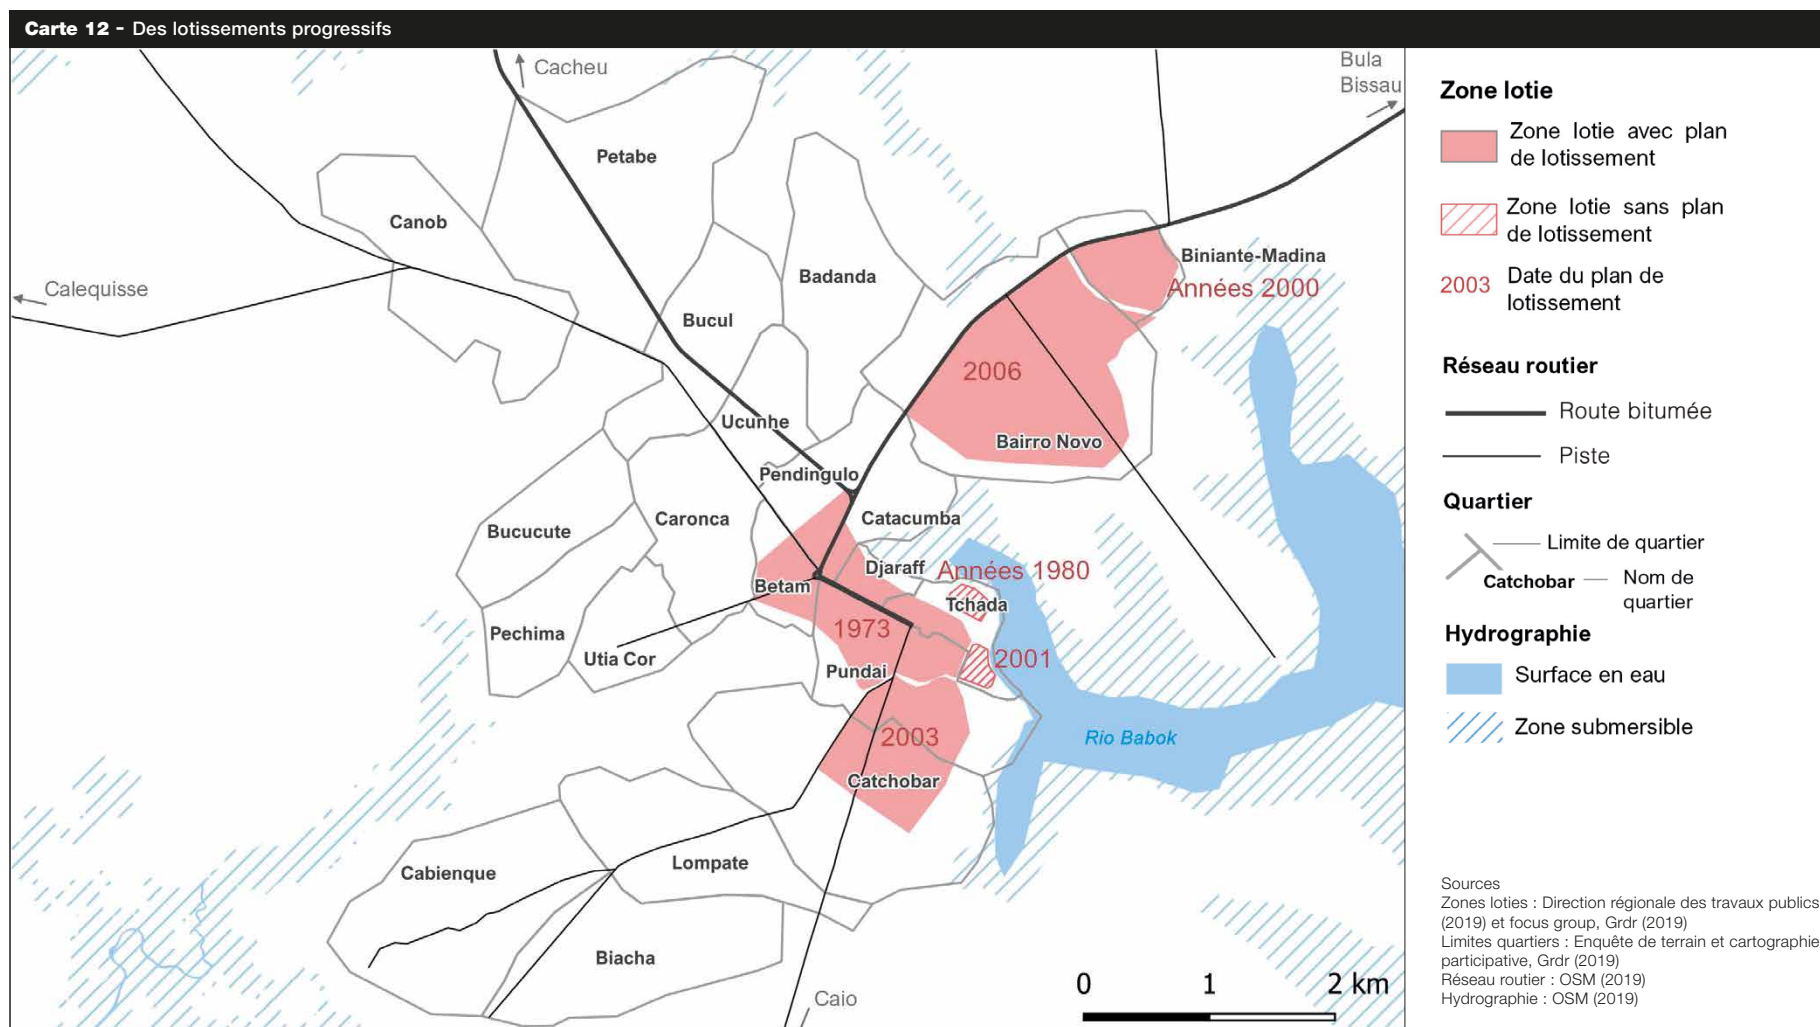 Carte 12 - Des lotissements progressifs
Cacheu
Bula
Bissau
Petabe
Canob
Calequisse
Badanda
Bucul
Biniante-Madina
Années 2000
2006
Ucunhe
Bairro Novo
Pendingulo
Bucucute
Caronca
Catacumba
Djaraff
Années 1980
Betam
Tchada
Pechima
1973
Utia Cor
Pundai
2001
2003
Rio Babok
Catchobar
Lompate
Cabienque
Biacha
Caio
0 1 2 km
Zone lotie
Zone lotie avec plan
de lotissement
Zone lotie sans plan
de lotissement
2003
Date du plan de
lotissement
Réseau routier
Route bitumée
Piste
Quartier
Limite de quartier
Catchobar
Nom de
quartier
Hydrographie
Surface en eau
Zone submersible
Sources
Zones loties : Direction régionale des travaux publics
(2019) et focus group, Grdr (2019)
Limites quartiers : Enquête de terrain et cartographie
participative, Grdr (2019)
Réseau routier : OSM (2019)
Hydrographie : OSM (2019)